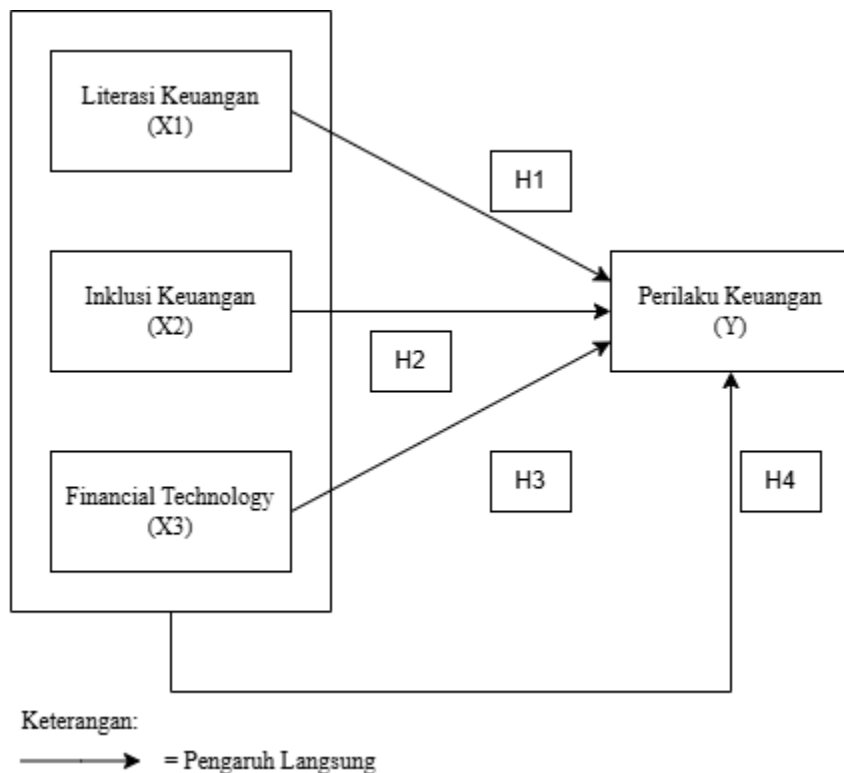 Literasi Keuangan
(X1)
H1
Inklusi Keuangan
(X2)
Perilaku Keuangan
(Y)
H2
Financial Technology
(X3)
H3
H4
Keterangan:
= Pengaruh Langsung